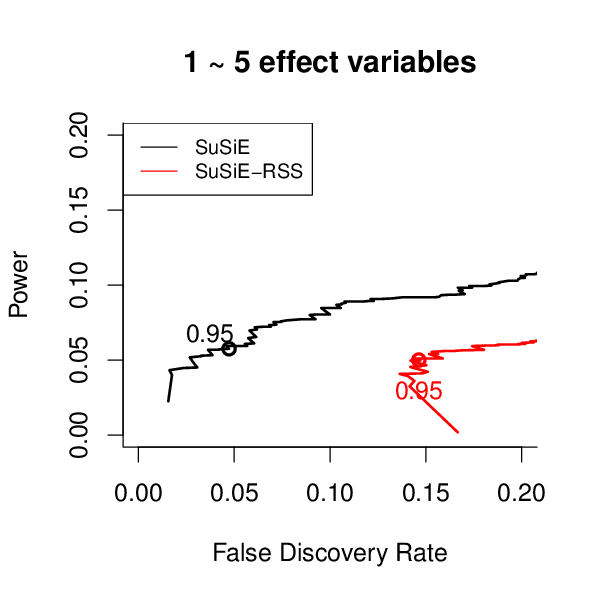 1 ~ 5 effect variables
SuSiE
SuSiE−RSS
Power
0.20
0.15
0.10
0.05
0.00
0.95
0.95
0.00 0.05 0.10 0.15 0.20
False Discovery Rate